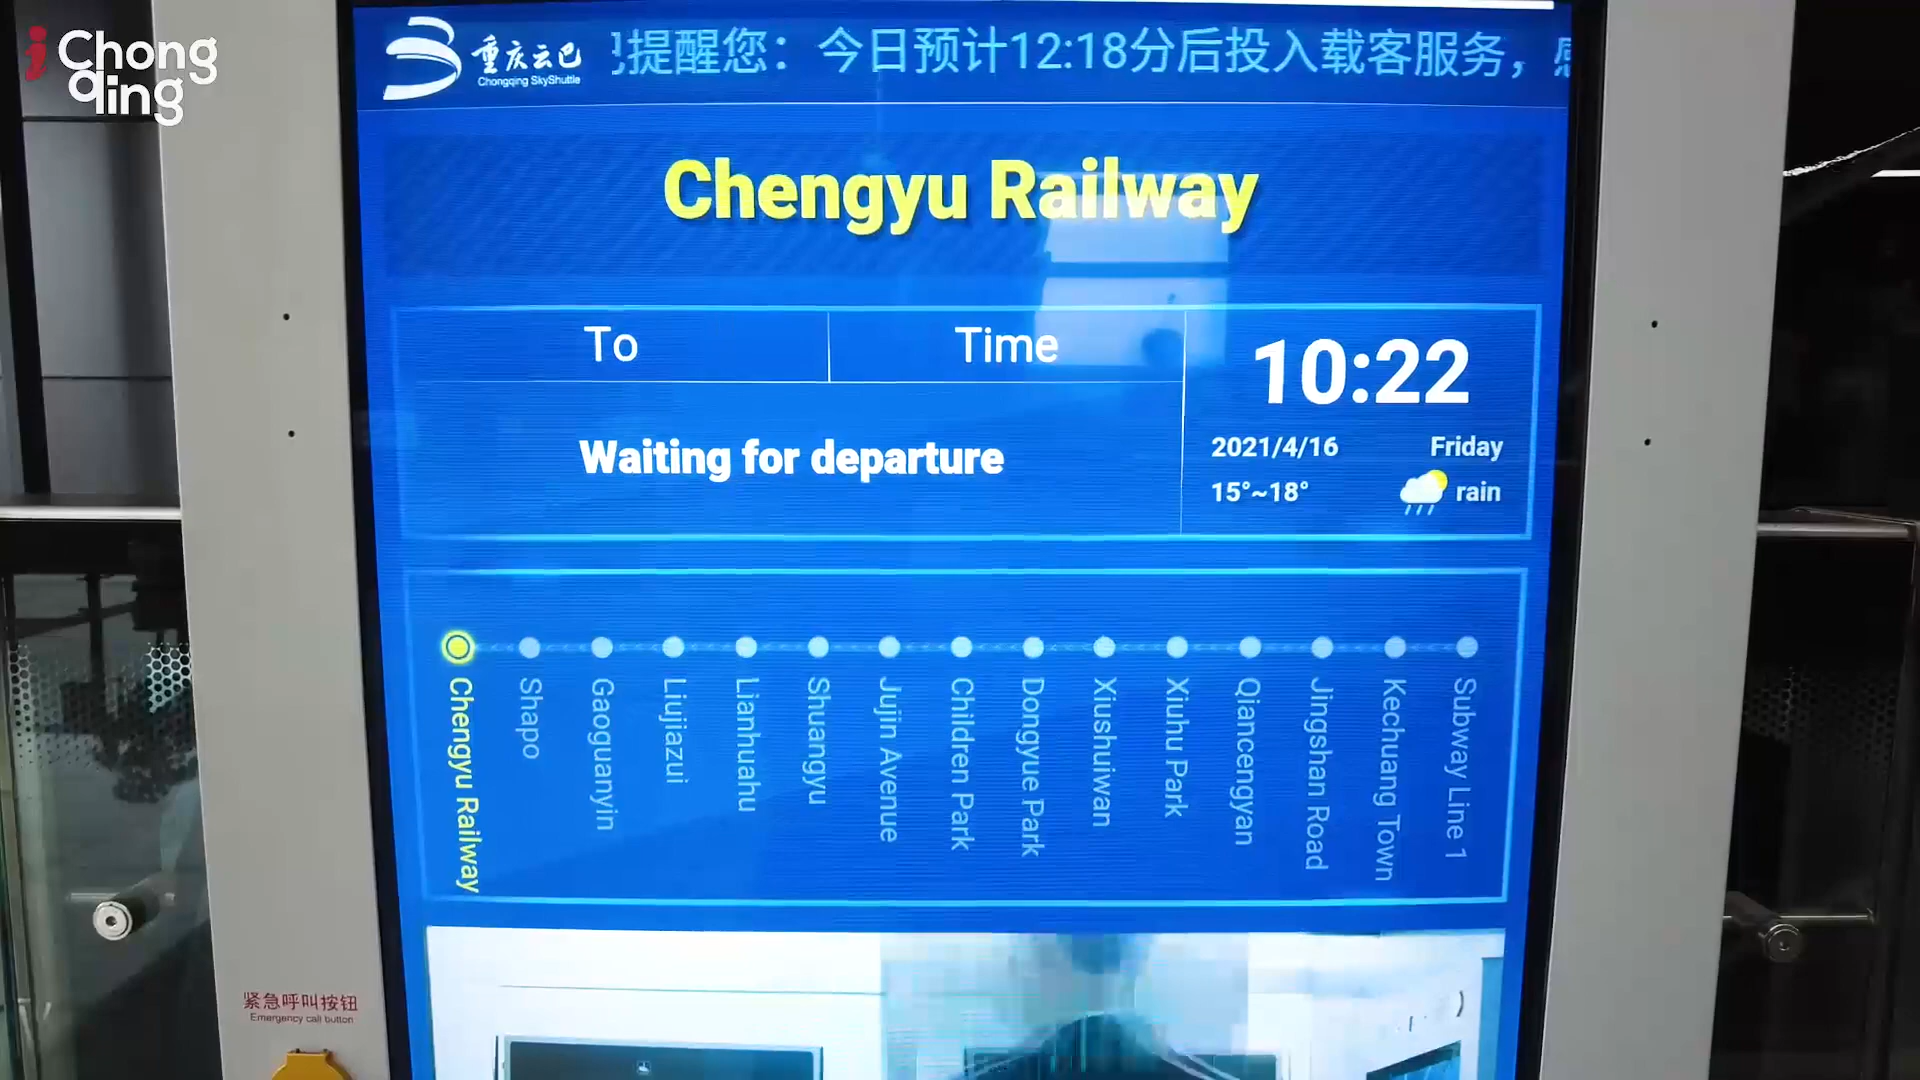 iChong
qing
重庆云巴
Chongqing SkyShuttle
提醒您：今日预计12:18分后投入载客服务，
Chengyu Railway
To
Time
10:22
Waiting for departure
2021/4/16
Friday
15°~18°
rain
Chengyu Railway
Shapo
Gaoguanyin
Liujiazui
Lianhuahu
Shuangyu
Jujin Avenue
Children Park
Dongyue Park
Xiushuiwan
Xiuhu Park
Qiancengyan
Jingshan Road
Kechuang Town
Subway Line 1
紧急呼叫按钮
Emergency call button